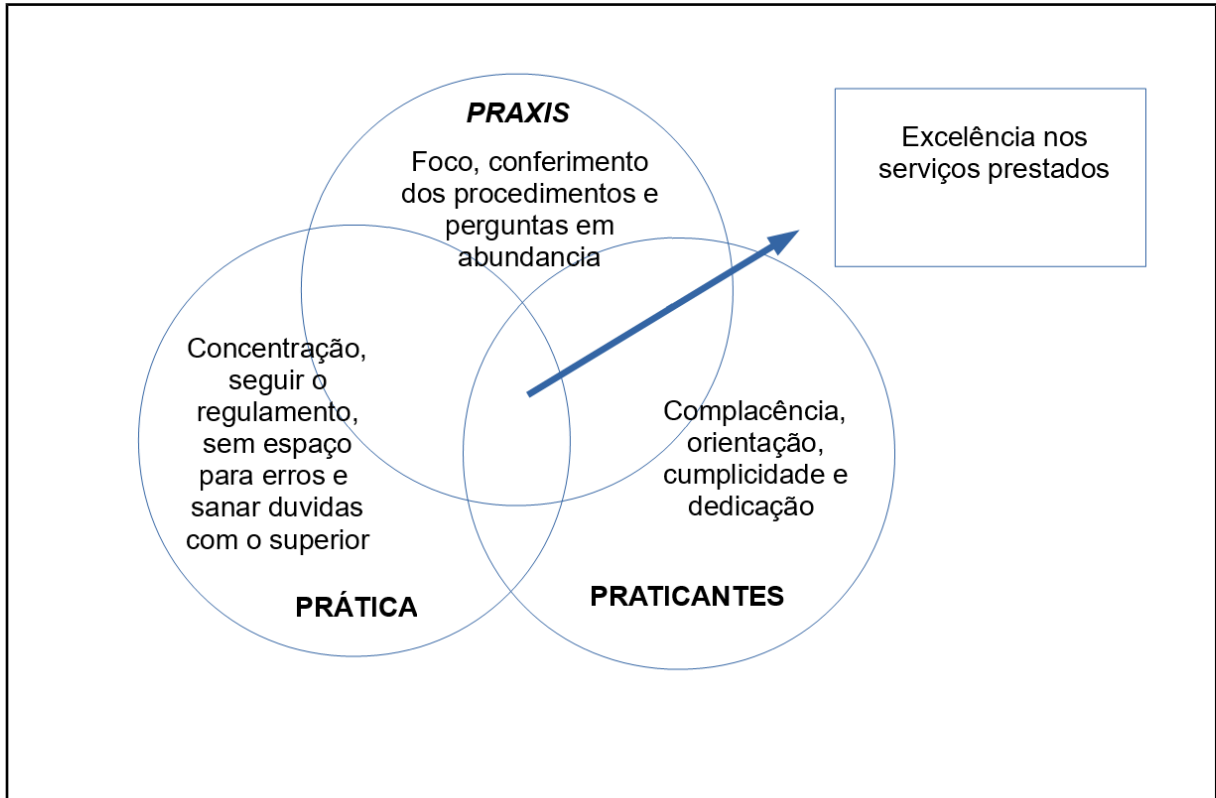 PRAXIS
Foco, conferimento
dos procedimentos e
perguntas em
abundancia
Excelência nos
serviços prestados
Concentração,
seguir o
regulamento,
sem espaço
para erros e
sanar duvidas
com o superior
PRÁTICA
Complacência,
orientação,
cumplicidade e
dedicação
PRATICANTES